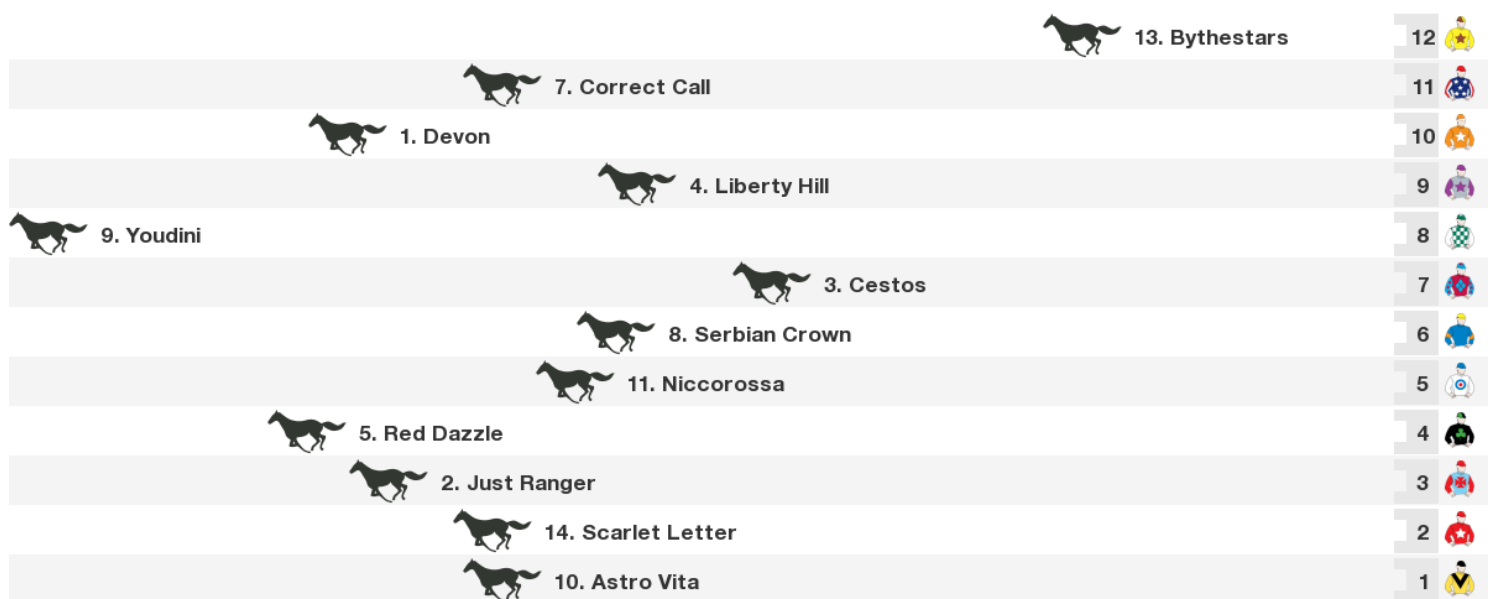 13. Bythestars 12
7. Correct Call 11
1. Devon 10
4. Liberty Hill 9
9. Youdini 8
3. Cestos 7
8. Serbian Crown 6
11. Niccorossa 5
5. Red Dazzle 4
2. Just Ranger 3
14. Scarlet Letter 2
10. Astro Vita 1